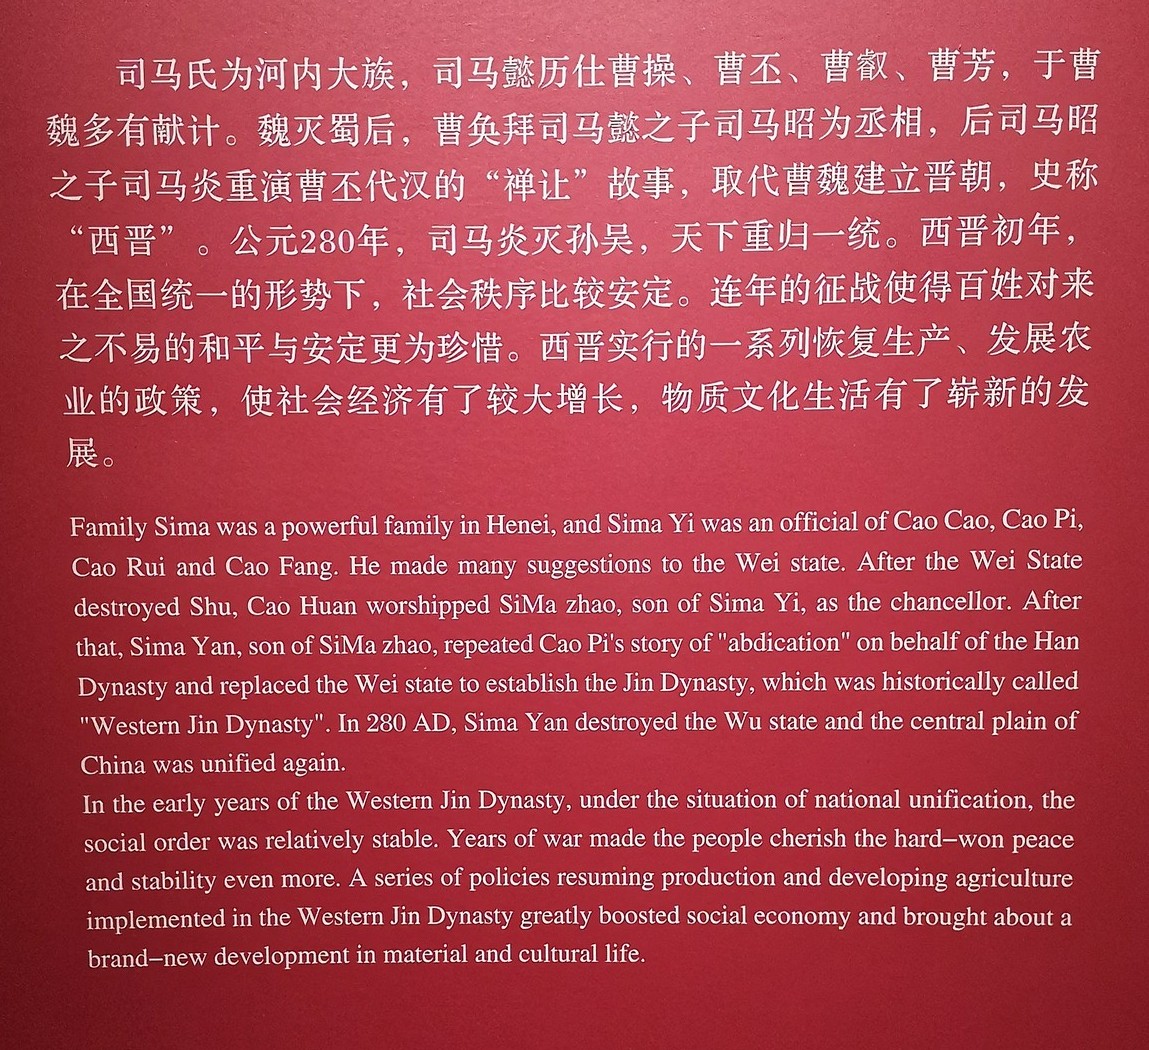 司马氏为河内大族，司马懿历仕曹操、曹丕、曹叡、曹芳，于曹
魏多有献计。魏灭蜀后，曹奂拜司马懿之子司马昭为丞相，后司马昭
之子司马炎重演曹丕代汉的“禅让”故事，取代曹魏建立晋朝，史称
“西晋”。公元280年，司马炎灭孙吴，天下重归一统。西晋初年，
在全国统一的形势下，社会秩序比较安定。连年的征战使得百姓对来
之不易的和平与安定更为珍惜。西晋实行的一系列恢复生产、发展农
业的政策，使社会经济有了较大增长，物质文化生活有了崭新的发
展。
Family Sima was a powerful family in Henei, and Sima Yi was an official of Cao Cao, Cao Pi,
Cao Rui and Cao Fang. He made many suggestions to the Wei state. After the Wei State
destroyed Shu, Cao Huan worshipped SiMa zhao, son of Sima Yi, as the chancellor. After
that, Sima Yan, son of SiMa zhao, repeated Cao Pi's story of "abdication" on behalf of the Han
Dynasty and replaced the Wei state to establish the Jin Dynasty, which was historically called
"Western Jin Dynasty". In 280 AD, Sima Yan destroyed the Wu state and the central plain of
China was unified again.
In the early years of the Western Jin Dynasty, under the situation of national unification, the
social order was relatively stable. Years of war made the people cherish the hard–won peace
and stability even more. A series of policies resuming production and developing agriculture
implemented in the Western Jin Dynasty greatly boosted social economy and brought about a
brand–new development in material and cultural life.